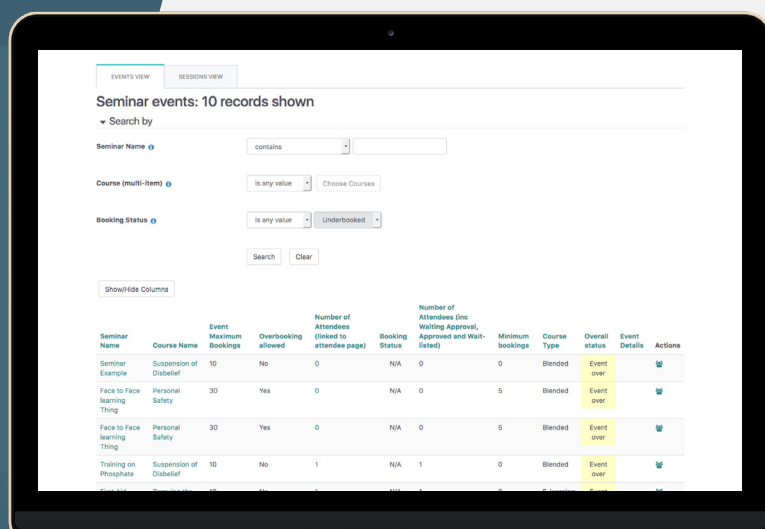 EVENTS VIEW SESSIONS VIEW
Seminar events: 10 records shown
Search by
Seminar Name contains
Course (multi-item) is any value Choose Courses
Booking Status is any value Underbooked
Search Clear
Show/Hide Columns
Seminar Name Course Name Event Maximum Bookings Overbooking allowed Number of Attendees (linked to attendee page) Booking Status Number of Attendees (inc Waiting Approval, Approved and Wait-listed) Minimum bookings Course Type Overall status Event Details Actions
Seminar Example Suspension of Disbelief 10 No 0 N/A 0 0 Blended Event over
Face to Face learning Thing Personal Safety 30 Yes 0 N/A 0 5 Blended Event over
Face to Face learning Thing Personal Safety 30 Yes 0 N/A 0 5 Blended Event over
Training on Phosphate Suspension of Disbelief 10 No 1 N/A 1 0 Blended Event over